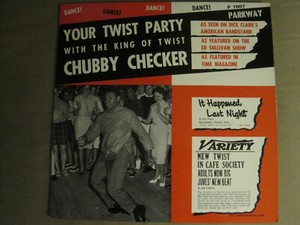 DANCE! DANCE! DANCE! DANCE!
P 7007
PARKWAY
YOUR TWIST PARTY
WITH THE KING OF TWIST
CHUBBY CHECKER
AS SEEN ON DICK CLARK'S
AMERICAN BANDSTAND
AS FEATURED ON THE
ED SULLIVAN SHOW
AS FEATURED IN
TIME MAGAZINE
It Happened
Last Night
VARIETY
NEW TWIST
IN CAFE SOCIETY
ADULTS NOW DIG
JUVES' NEW BEAT